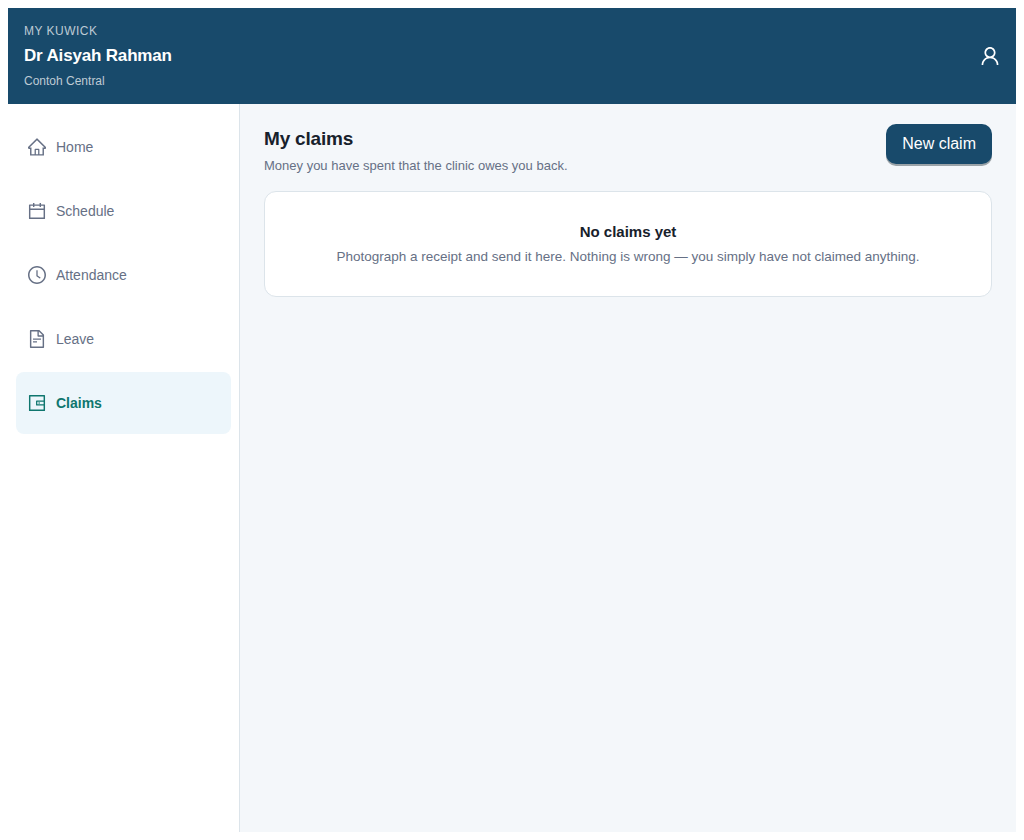 MY KUWICK
Dr Aisyah Rahman
Contoh Central
Home
Schedule
Attendance
Leave
Claims
My claims
Money you have spent that the clinic owes you back.
New claim
No claims yet
Photograph a receipt and send it here. Nothing is wrong — you simply have not claimed anything.